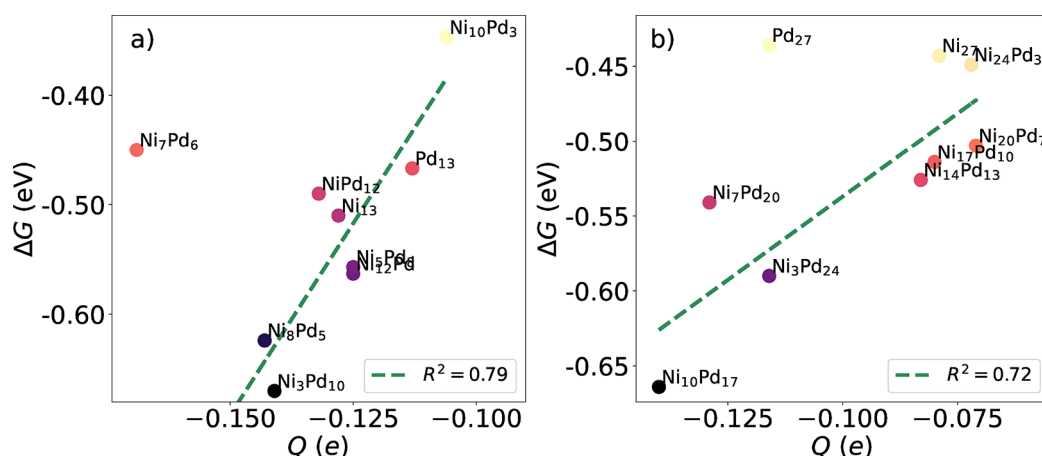 a)
Ni₁₀Pd₃
Ni₇Pd₆
Pd₁₃
NiPd₁₂
Ni₁₃
Ni₁₂Pd
Ni₈Pd₅
Ni₃Pd₁₀
R² = 0.79
-0.40
-0.50
-0.60
ΔG (eV)
−0.150
−0.125
−0.100
Q (e)
b)
Pd₂₇
Ni₂₇
Ni₂₄Pd₃
Ni₂₀Pd₇
Ni₁₇Pd₁₀
Ni₁₄Pd₁₃
Ni₇Pd₂₀
Ni₃Pd₂₄
Ni₁₀Pd₁₇
R² = 0.72
-0.45
-0.50
-0.55
-0.60
-0.65
ΔG (eV)
−0.125
−0.100
−0.075
Q (e)